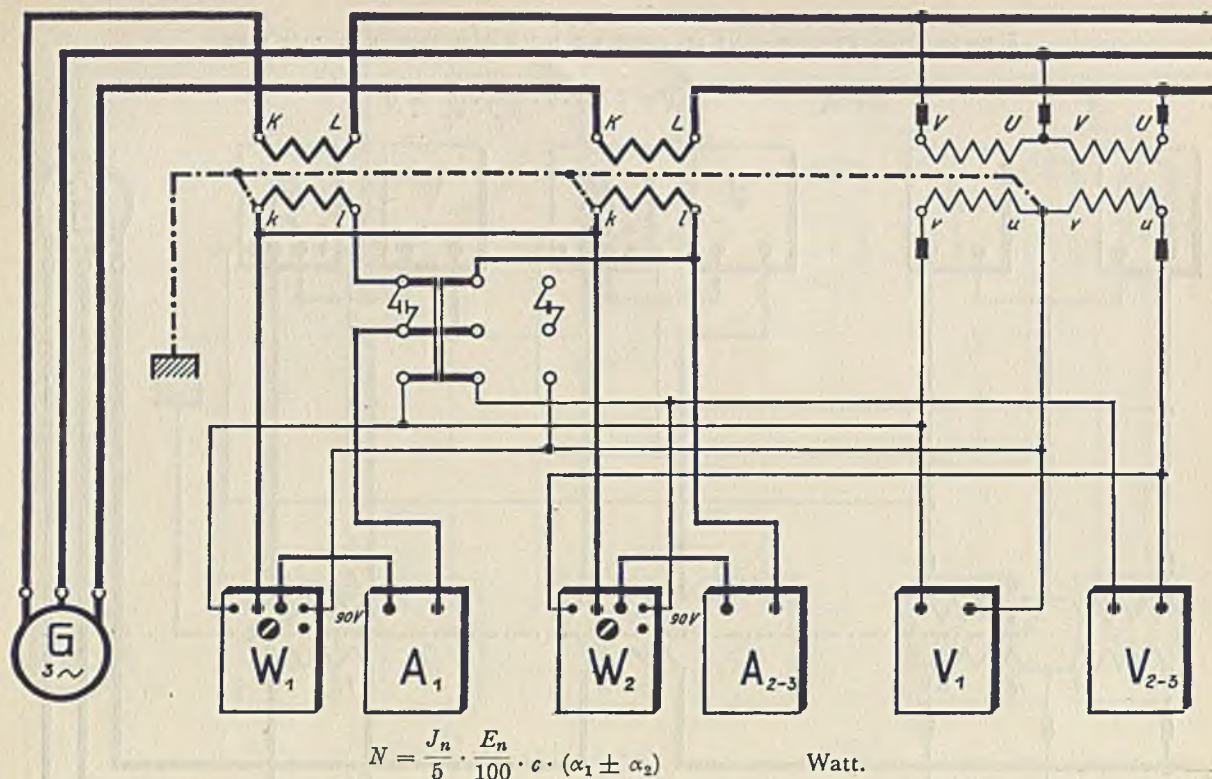 K L K L V U V U
k l k l v u v u
90V 90V
G 3~ W₁ A₁ W₂ A₂₋₃ V₁ V₂₋₃
N = Jₙ/5 · Eₙ/100 · c · (α₁ ± α₂) Watt.